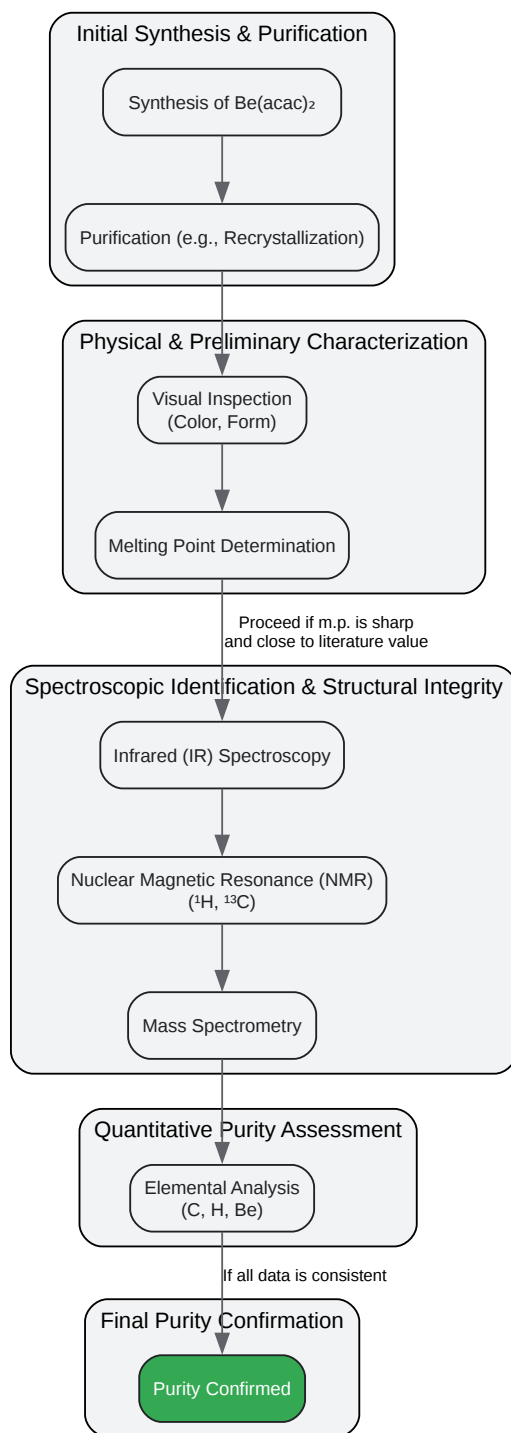 Initial Synthesis & Purification
Synthesis of Be(acac)₂
Purification (e.g., Recrystallization)
Physical & Preliminary Characterization
Visual Inspection
(Color, Form)
Melting Point Determination
Proceed if m.p. is sharp
and close to literature value
Spectroscopic Identification & Structural Integrity
Infrared (IR) Spectroscopy
Nuclear Magnetic Resonance (NMR)
(¹H, ¹³C)
Mass Spectrometry
Quantitative Purity Assessment
Elemental Analysis
(C, H, Be)
If all data is consistent
Final Purity Confirmation
Purity Confirmed